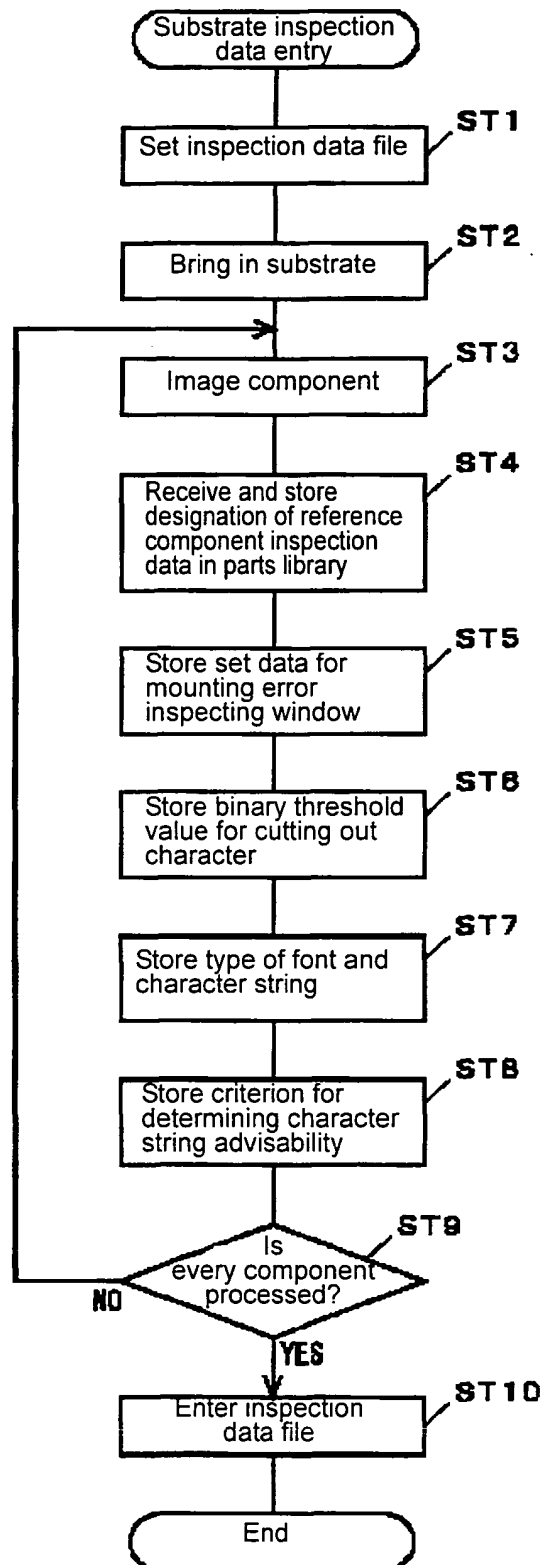 Substrate inspection
data entry
ST1
Set inspection data file
ST2
Bring in substrate
ST3
Image component
ST4
Receive and store
designation of reference
component inspection
data in parts library
ST5
Store set data for
mounting error
inspecting window
ST6
Store binary threshold
value for cutting out
character
ST7
Store type of font and
character string
ST8
Store criterion for
determining character
string advisability
ST9
Is
every component
processed?
NO
YES
ST10
Enter inspection
data file
End